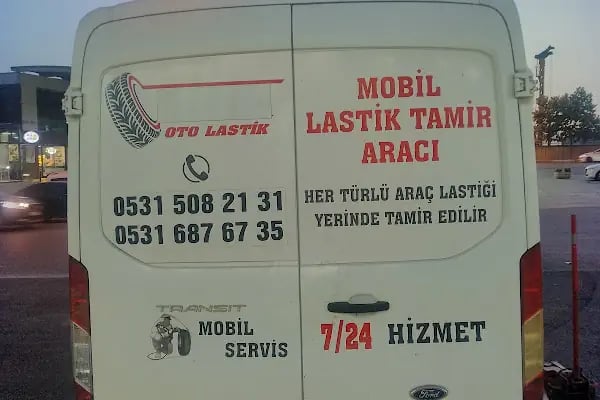 OTO LASTİK
0531 508 21 31
0531 687 67 35
MOBİL
LASTİK TAMİR
ARACI
HER TÜRLÜ ARAÇ LASTİĞİ
YERİNDE TAMİR EDİLİR
TRANSIT
MOBİL
SERVİS
7/24 HİZMET
Ford